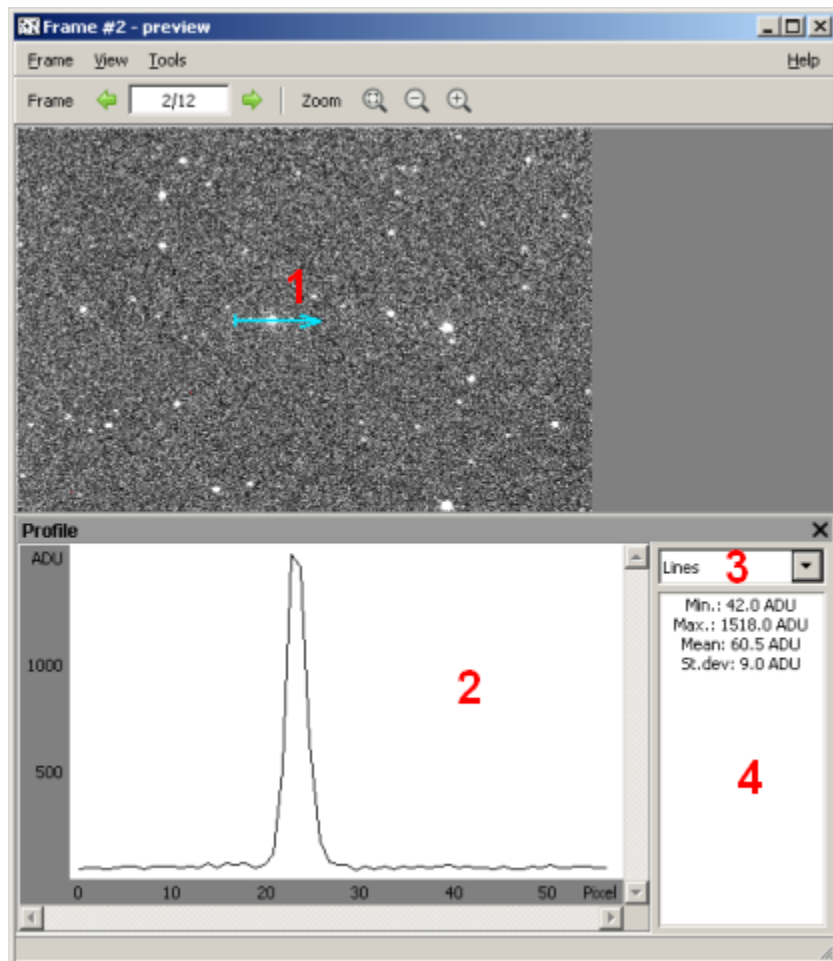 Frame #2 - preview
Frame View Tools Help
Frame 2/12 Zoom
1
Profile
ADU
1000
500
0 10 20 30 40 50 Pixel
2
Lines
3
Min.: 42.0 ADU
Max.: 1518.0 ADU
Mean: 60.5 ADU
St.dev: 9.0 ADU
4